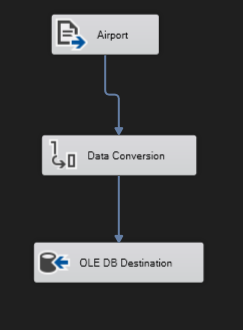 Airport
Data Conversion
OLE DB Destination